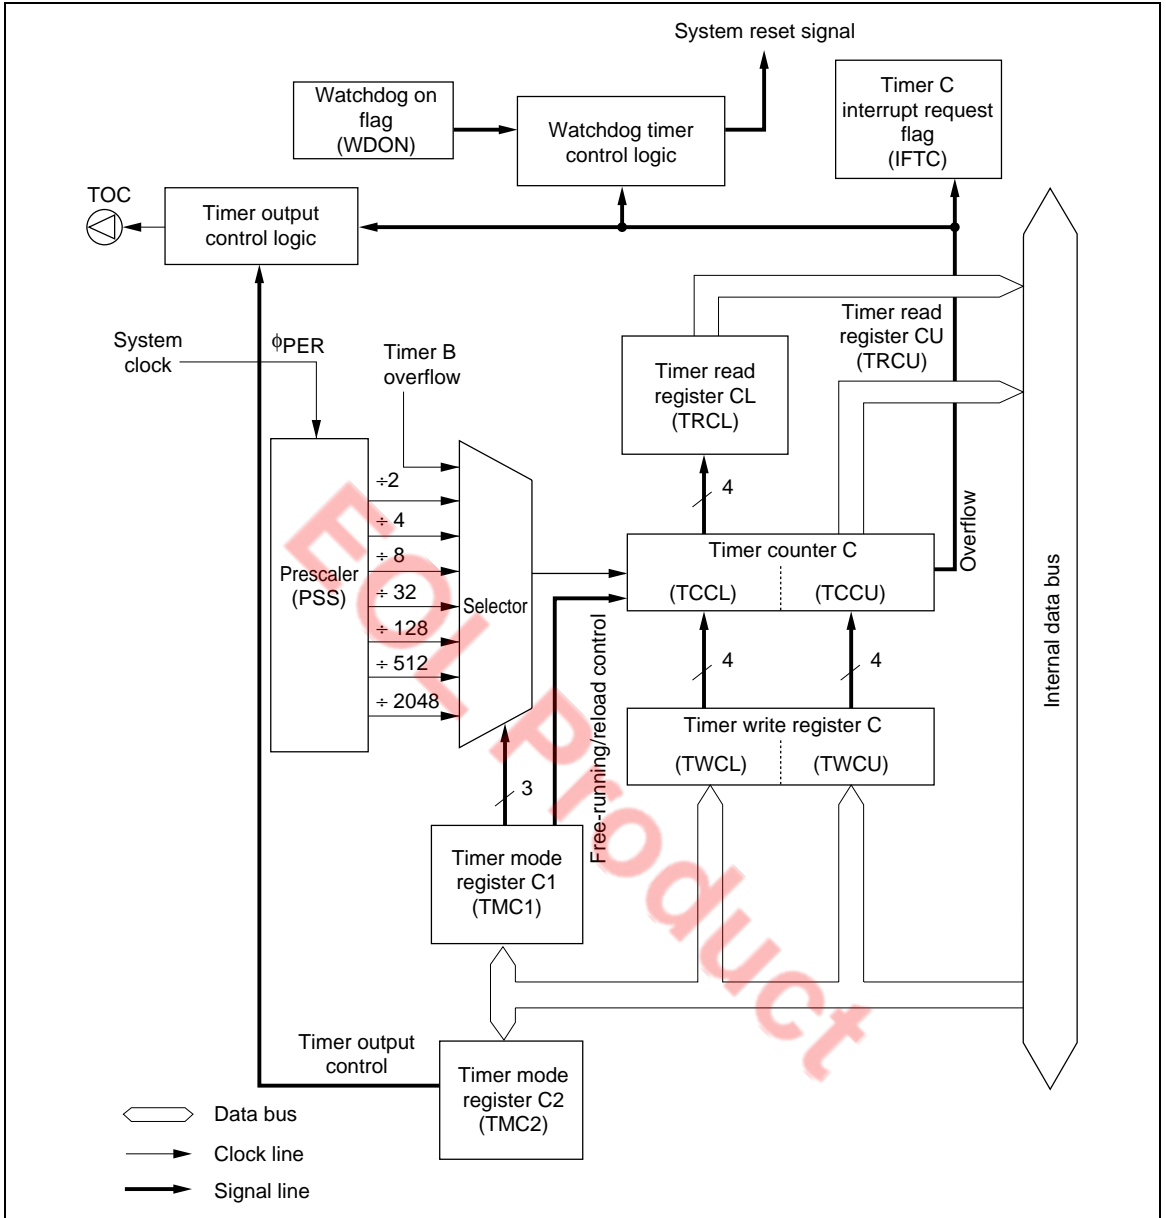 System reset signal
Watchdog on
flag
(WDON)
Watchdog timer
control logic
Timer C
interrupt request
flag
(IFTC)
TOC
Timer output
control logic
System
clock
ϕPER
Timer B
overflow
Timer read
register CL
(TRCL)
Timer read
register CU
(TRCU)
÷2
÷ 4
÷ 8
÷ 32
÷ 128
÷ 512
÷ 2048
Prescaler
(PSS)
Selector
4
Timer counter C
(TCCL)
(TCCU)
Overflow
Internal data bus
4
4
Free-running/reload control
Timer write register C
(TWCL)
(TWCU)
3
Timer mode
register C1
(TMC1)
Timer output
control
Timer mode
register C2
(TMC2)
Data bus
Clock line
Signal line
EOL Product